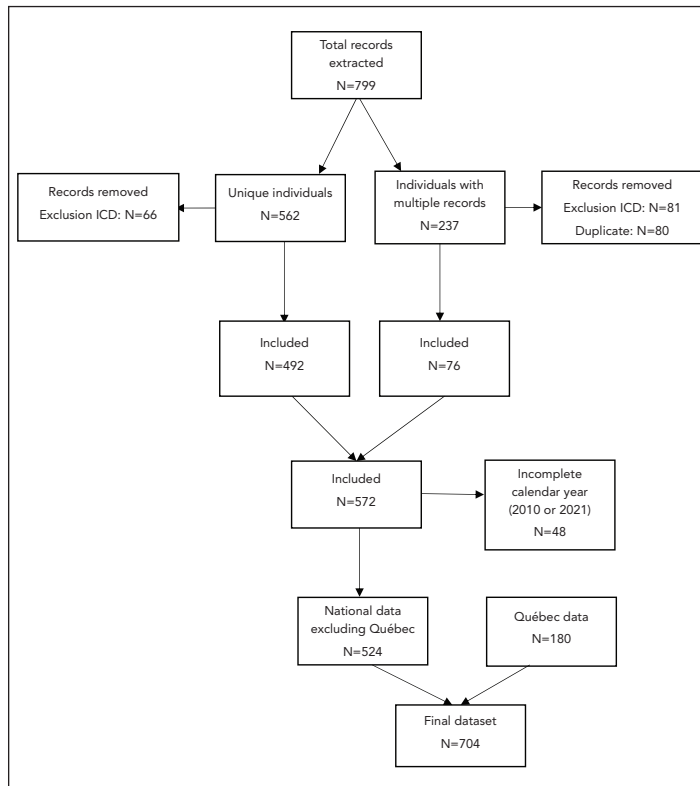 Total records
extracted
N=799
Records removed
Exclusion ICD: N=66
Unique individuals
N=562
Individuals with
multiple records
N=237
Records removed
Exclusion ICD: N=81
Duplicate: N=80
Included
N=492
Included
N=76
Included
N=572
Incomplete
calendar year
(2010 or 2021)
N=48
National data
excluding Québec
N=524
Québec data
N=180
Final dataset
N=704